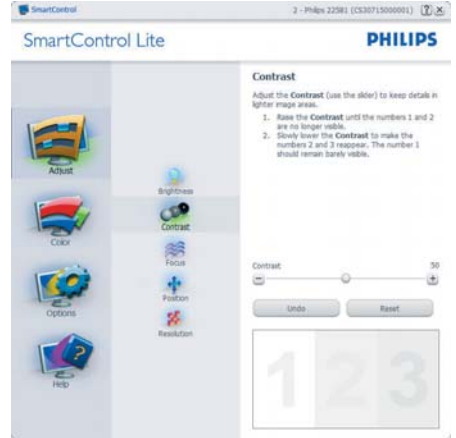 SmartControl
2 - Philips 225B1 (CS30715000001)
SmartControl Lite
PHILIPS
Adjust
Color
Options
Help
Brightness
Contrast
Focus
Position
Resolution
Contrast
Adjust the Contrast (use the slider) to keep details in
lighter image areas.
1. Raise the Contrast until the numbers 1 and 2
are no longer visible.
2. Slowly lower the Contrast to make the
numbers 2 and 3 reappear. The number 1
should remain barely visible.
Contrast 50
Undo Reset
1 2 3